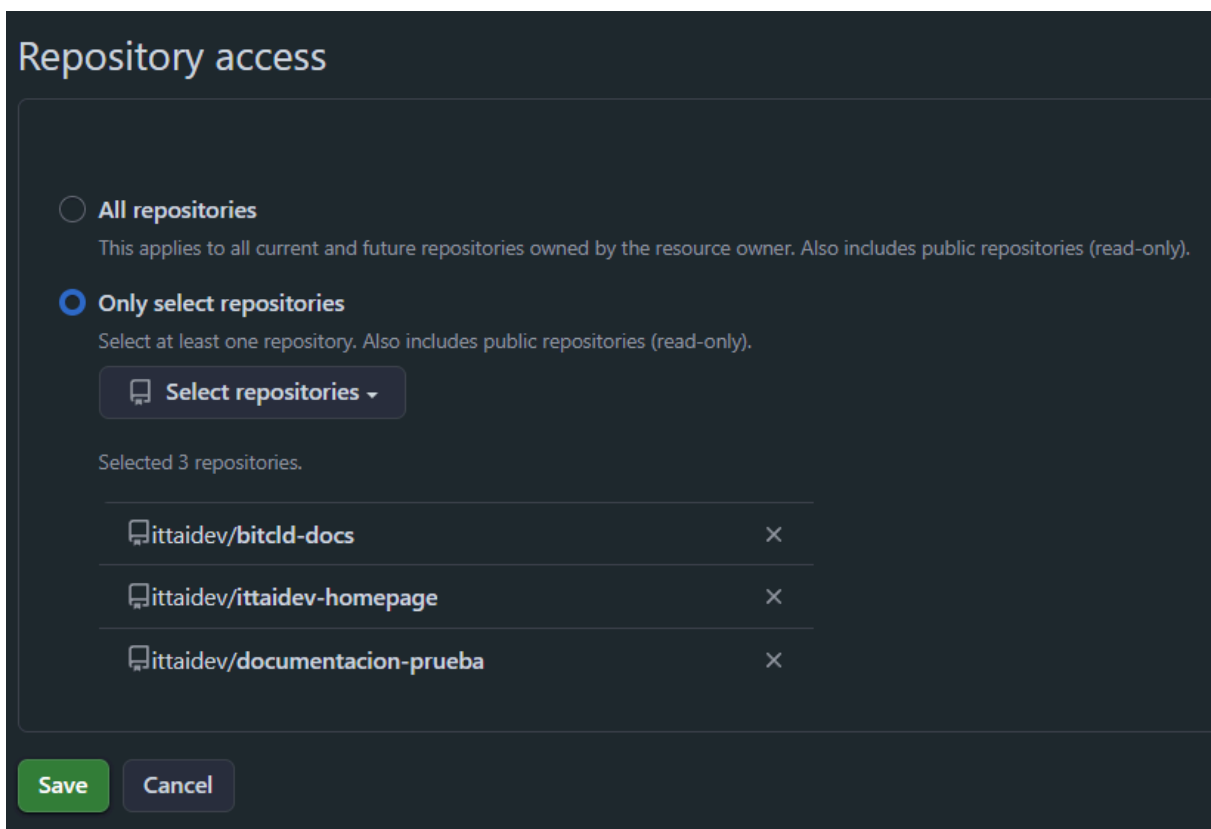 Repository access
All repositories
This applies to all current and future repositories owned by the resource owner. Also includes public repositories (read-only).
Only select repositories
Select at least one repository. Also includes public repositories (read-only).
Select repositories
Selected 3 repositories.
ittaidev/bitcld-docs
ittaidev/ittaidev-homepage
ittaidev/documentacion-prueba
Save Cancel